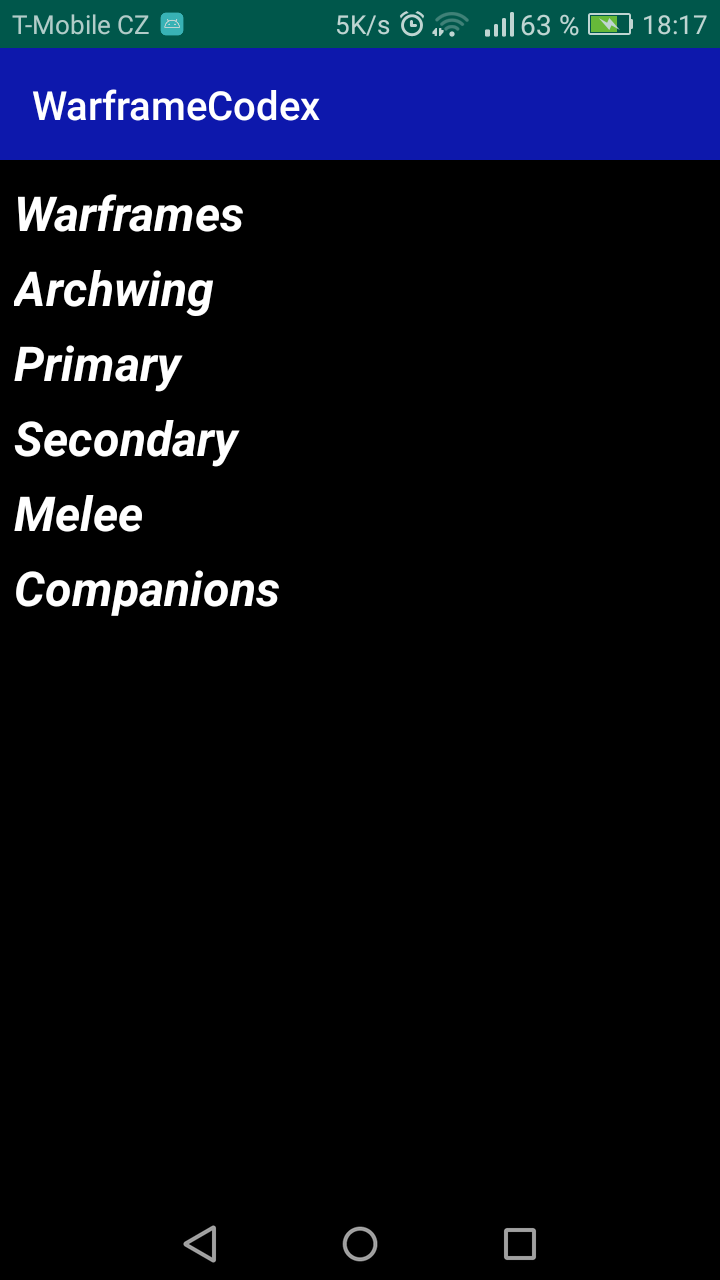 T-Mobile CZ 5K/s 63 % 18:17
WarframeCodex
Warframes
Archwing
Primary
Secondary
Melee
Companions